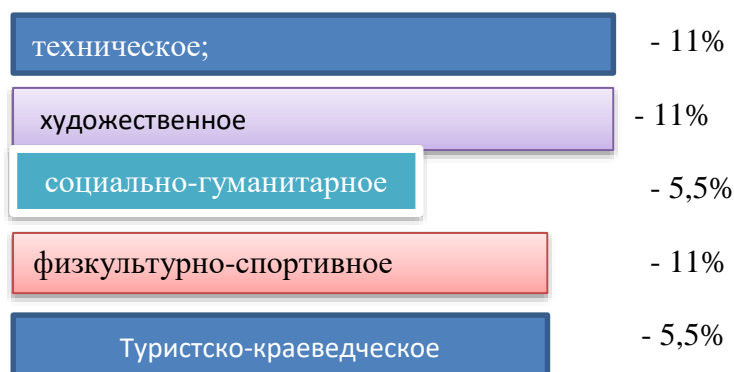 техническое; - 11%
художественное - 11%
социально-гуманитарное - 5,5%
физкультурно-спортивное - 11%
Туристско-краеведческое - 5,5%